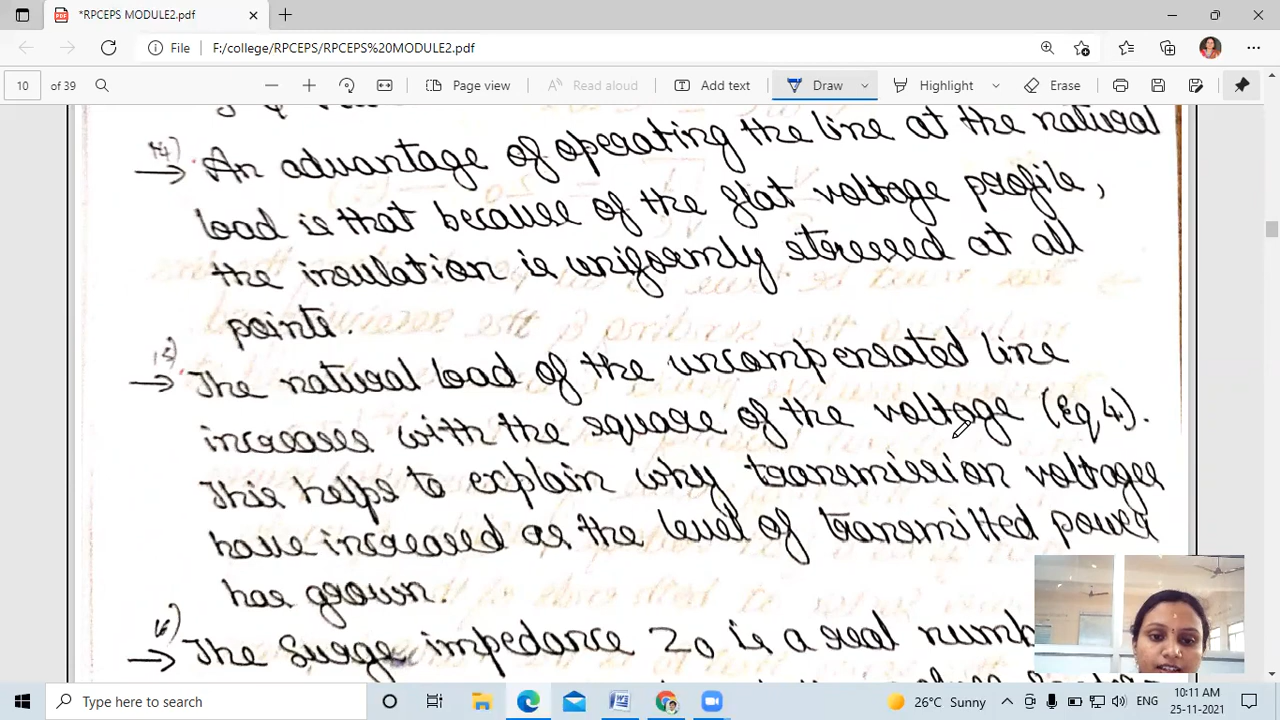 *RPCEPS MODULE2.pdf
File F:/college/RPCEPS/RPCEPS%20MODULE2.pdf
10 of 39 Page view Read aloud Add text Draw Highlight Erase
14) → An advantage of operating the line at the natural
load is that because of the flat voltage profile,
the insulation is uniformly stressed at all
points.
15) → The natural load of the uncompensated line
increases with the square of the voltage (Eq 4).
This helps to explain why transmission voltages
have increased as the level of transmitted power
has grown.
→ The Surge impedance Z0 is a real numb
Type here to search 26°C Sunny ENG 10:11 AM
25-11-2021